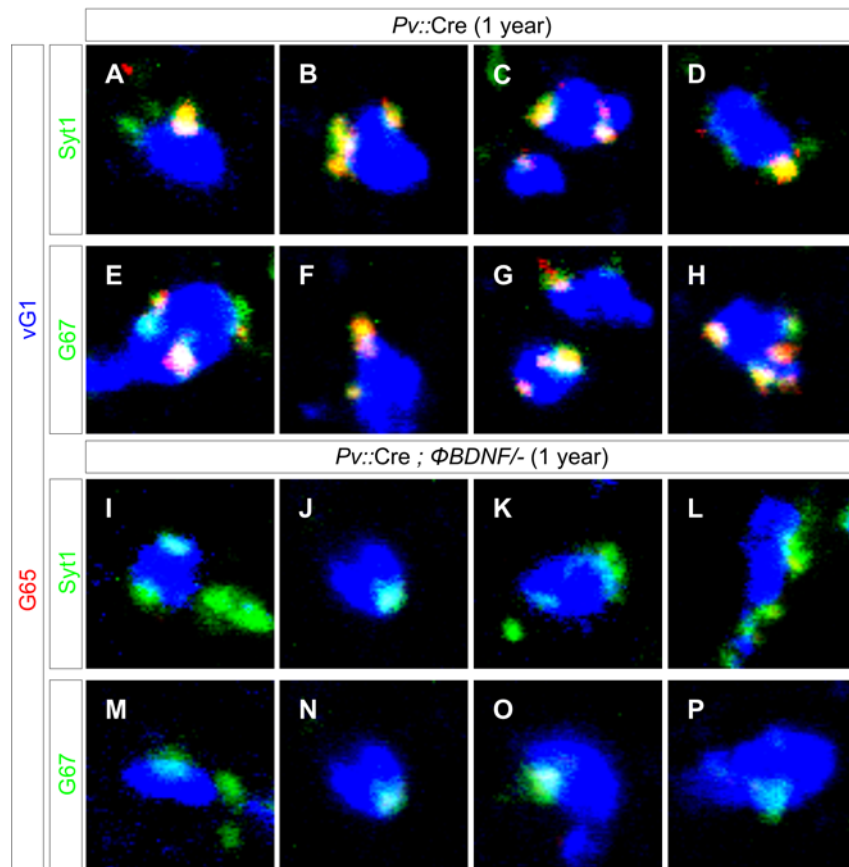 Pv::Cre (1 year)
A B C D
Syt1
E F G H
G67
vG1
Pv::Cre ; ΦBDNF/- (1 year)
I J K L
Syt1
M N O P
G67
G65